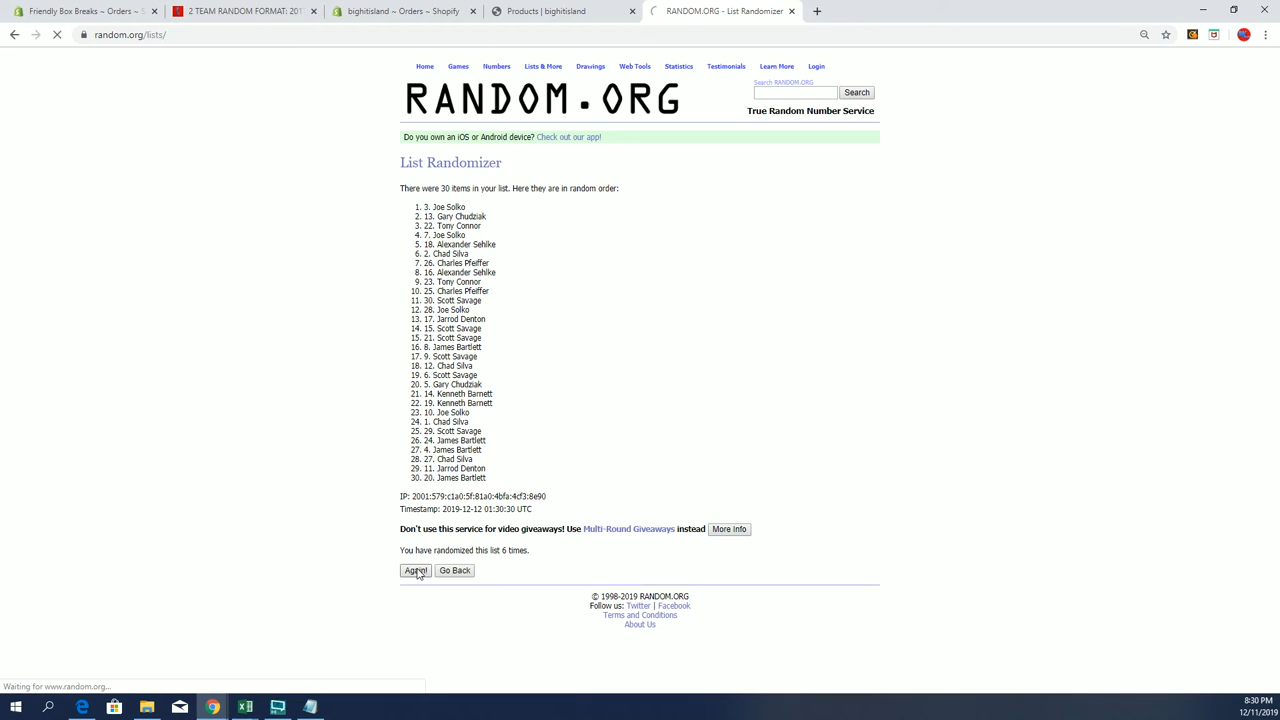 Friendly Box Breaks ~ Orders ~ S
2 TEAM RANDOM FORMAT: 201
bightisland ~ Orders ~ Shopify
Products | bightisland
RANDOM.ORG - List Randomizer
random.org/lists/
Home Games Numbers Lists & More Drawings Web Tools Statistics Testimonials Learn More Login
Search RANDOM.ORG
RANDOM.ORG
Search
True Random Number Service
Do you own an iOS or Android device? Check out our app!
List Randomizer
There were 30 items in your list. Here they are in random order:
1. 3. Joe Solko
2. 13. Gary Chudziak
3. 22. Tony Connor
4. 7. Joe Solko
5. 18. Alexander Sehlke
6. 2. Chad Silva
7. 26. Charles Pfeiffer
8. 16. Alexander Sehlke
9. 23. Tony Connor
10. 25. Charles Pfeiffer
11. 30. Scott Savage
12. 28. Joe Solko
13. 17. Jarrod Denton
14. 15. Scott Savage
15. 21. Scott Savage
16. 8. James Bartlett
17. 9. Scott Savage
18. 12. Chad Silva
19. 6. Scott Savage
20. 5. Gary Chudziak
21. 14. Kenneth Barnett
22. 19. Kenneth Barnett
23. 10. Joe Solko
24. 1. Chad Silva
25. 29. Scott Savage
26. 24. James Bartlett
27. 4. James Bartlett
28. 27. Chad Silva
29. 11. Jarrod Denton
30. 20. James Bartlett
IP: 2001:579:c1a0:5f:81a0:4bfa:4cf3:8e90
Timestamp: 2019-12-12 01:30:30 UTC
Don't use this service for video giveaways! Use Multi-Round Giveaways instead More Info
You have randomized this list 6 times.
Again! Go Back
© 1998-2019 RANDOM.ORG
Follow us: Twitter | Facebook
Terms and Conditions
About Us
Waiting for www.random.org...
8:30 PM
12/11/2019